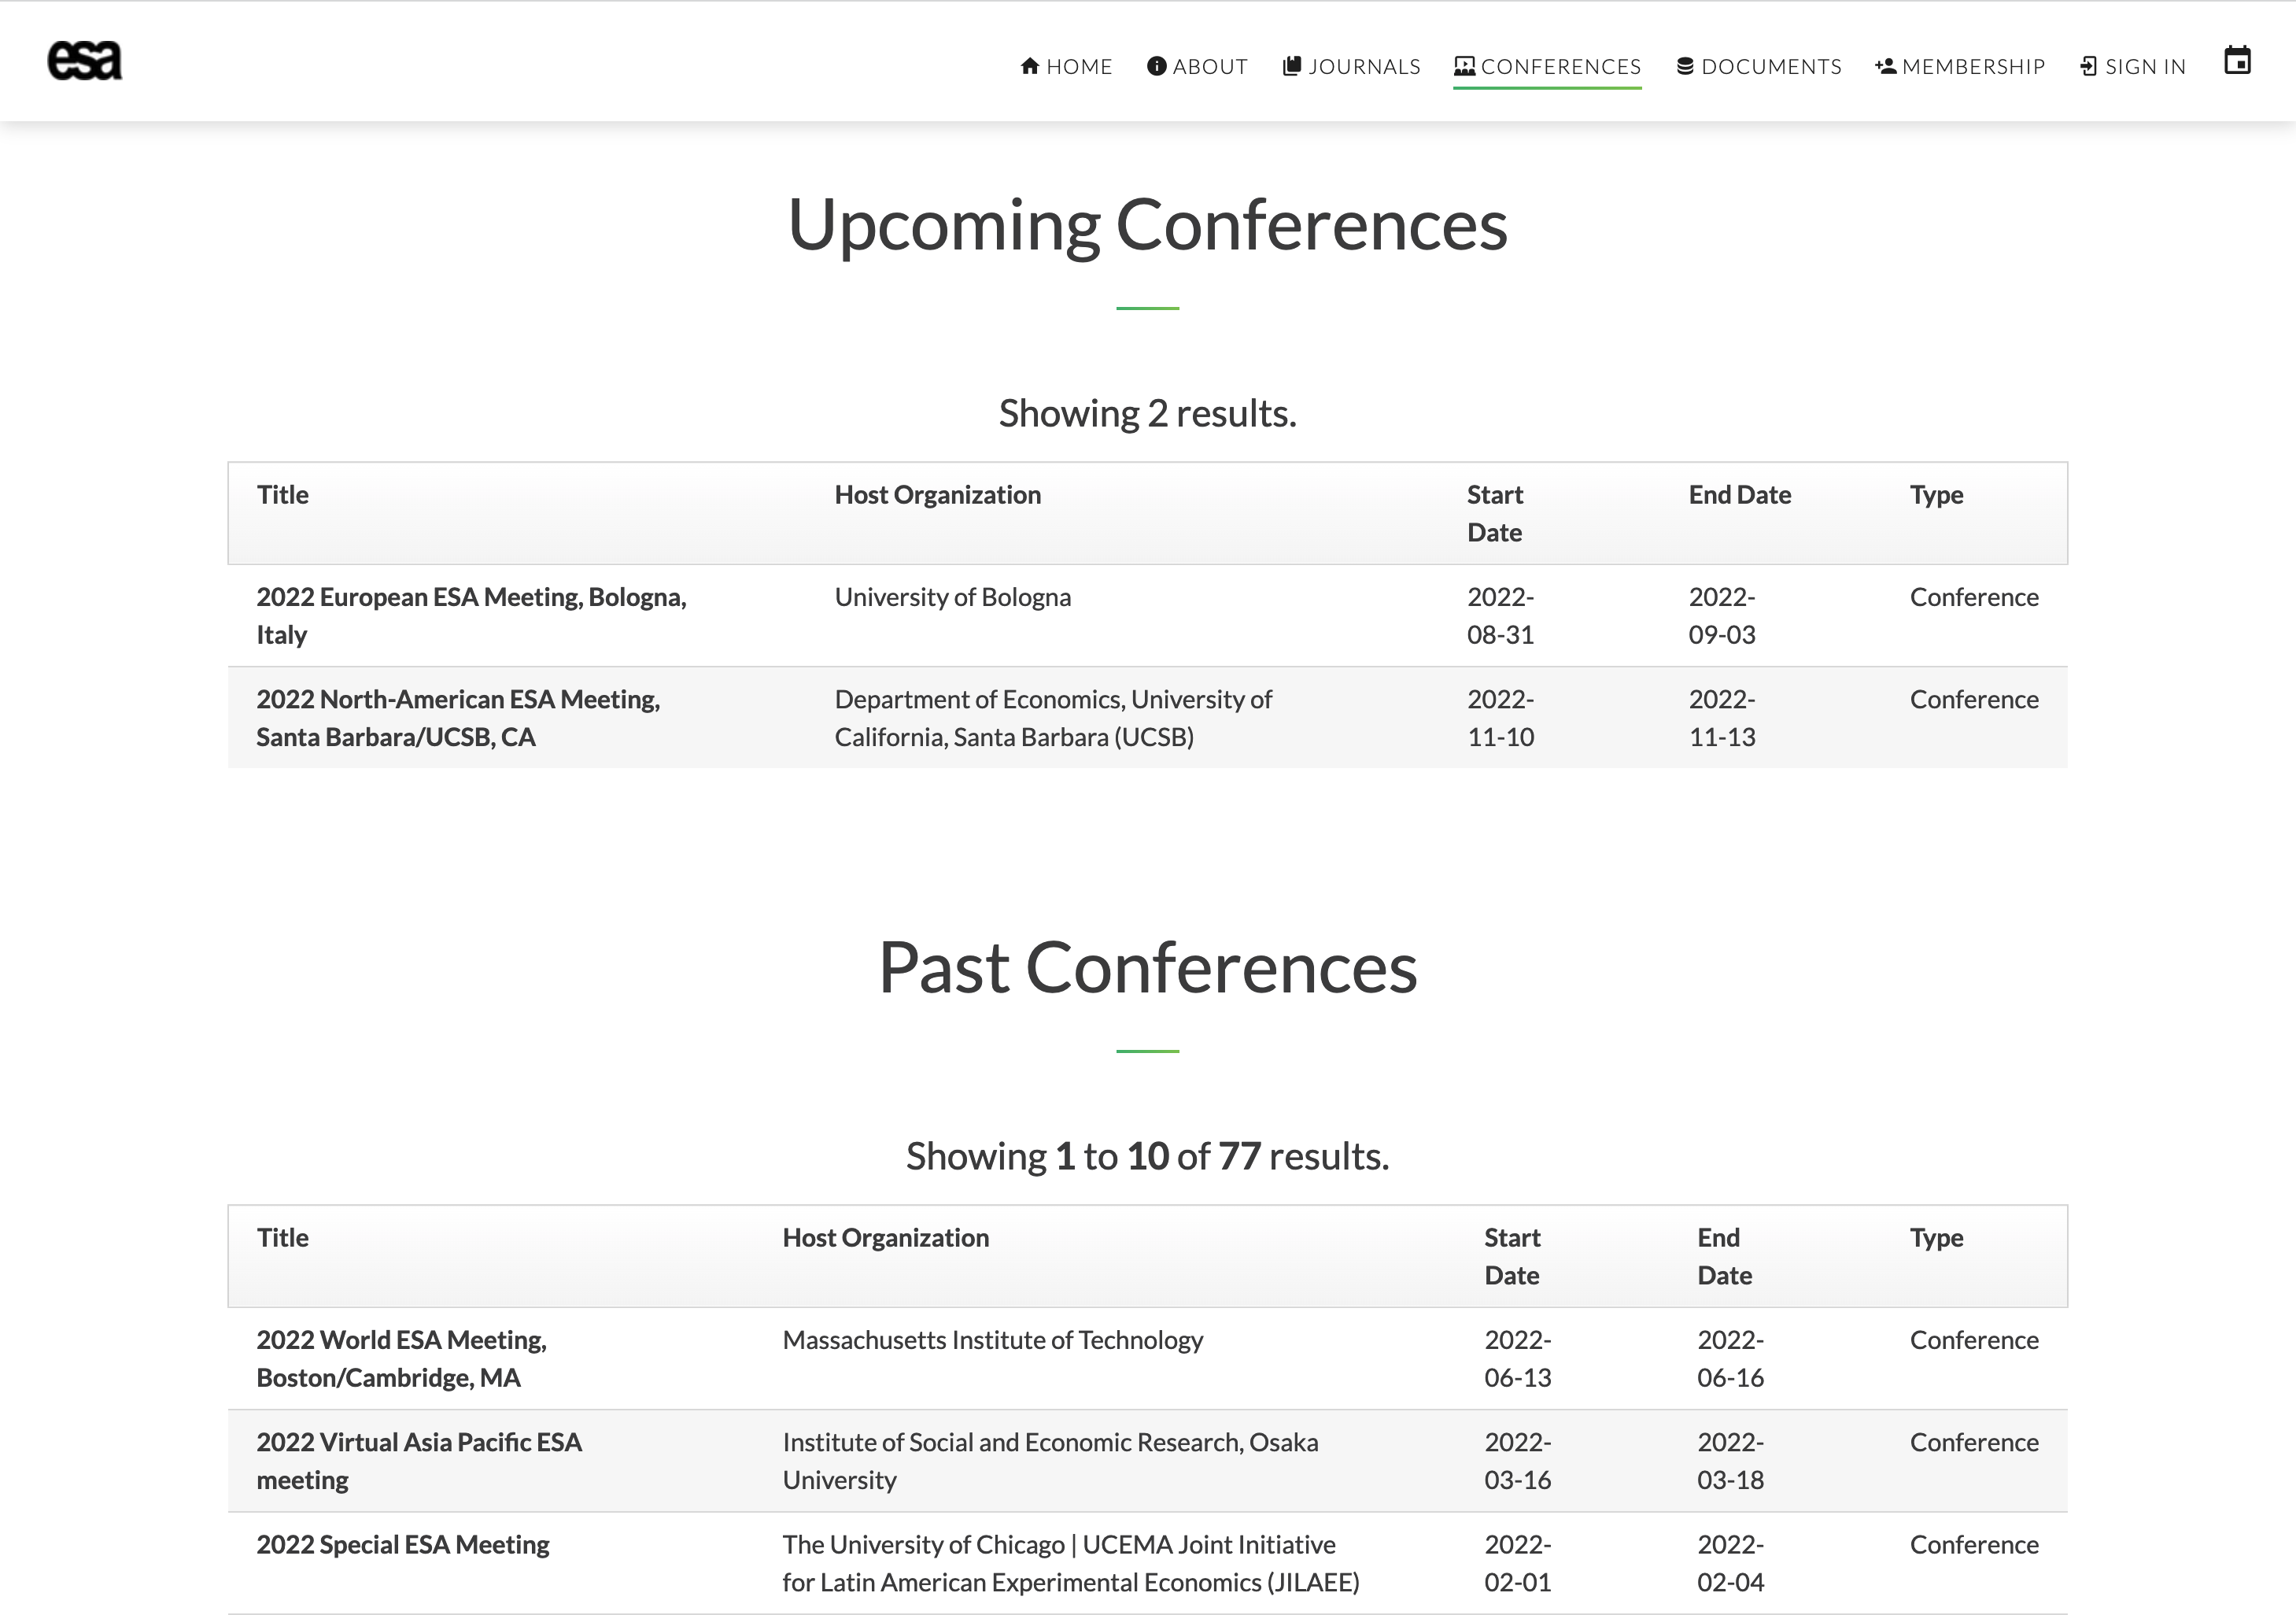 esa
HOME ABOUT JOURNALS CONFERENCES DOCUMENTS MEMBERSHIP SIGN IN
Upcoming Conferences
Showing 2 results.
Title Host Organization Start End Date Type
Date
2022 European ESA Meeting, Bologna, University of Bologna 2022- 2022- Conference
Italy 08-31 09-03
2022 North-American ESA Meeting, Department of Economics, University of 2022- 2022- Conference
Santa Barbara/UCSB, CA California, Santa Barbara (UCSB) 11-10 11-13
Past Conferences
Showing 1 to 10 of 77 results.
Title Host Organization Start End Type
Date Date
2022 World ESA Meeting, Massachusetts Institute of Technology 2022- 2022- Conference
Boston/Cambridge, MA 06-13 06-16
2022 Virtual Asia Pacific ESA Institute of Social and Economic Research, Osaka 2022- 2022- Conference
meeting University 03-16 03-18
2022 Special ESA Meeting The University of Chicago | UCEMA Joint Initiative 2022- 2022- Conference
for Latin American Experimental Economics (JILAEE) 02-01 02-04